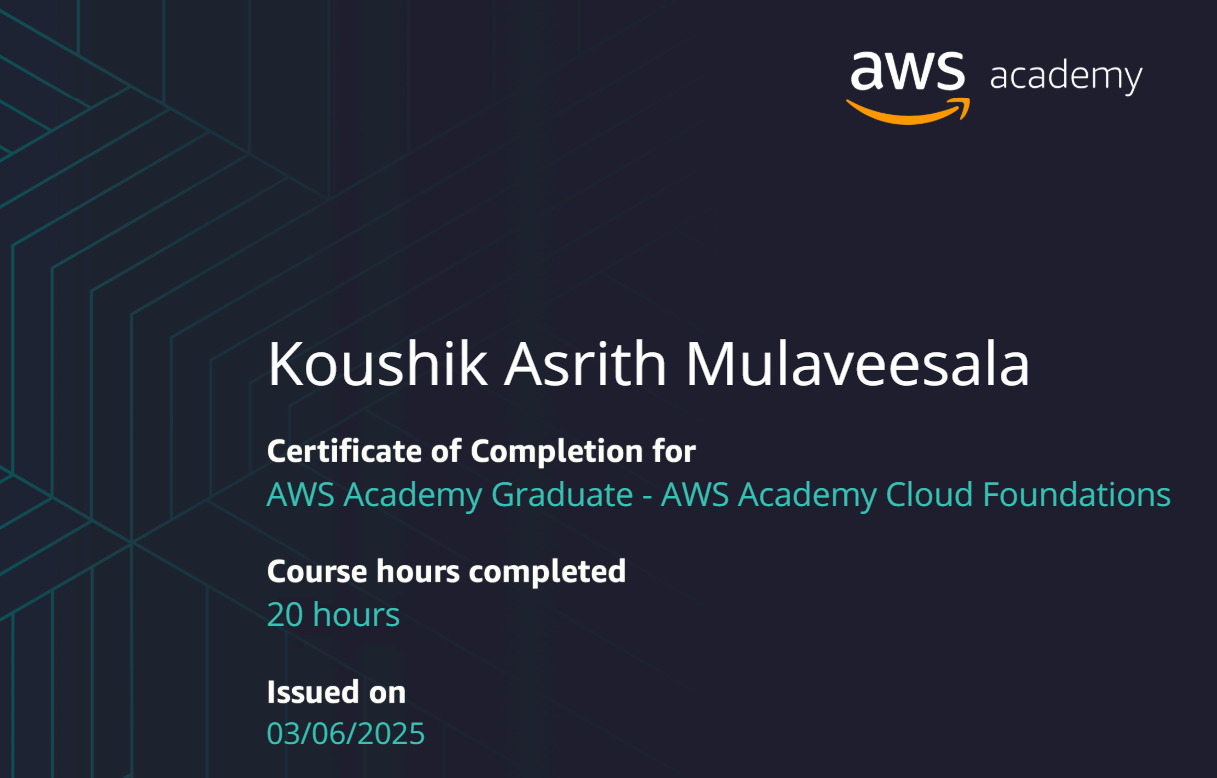 aws academy
Koushik Asrith Mulaveesala
Certificate of Completion for
AWS Academy Graduate - AWS Academy Cloud Foundations
Course hours completed
20 hours
Issued on
03/06/2025